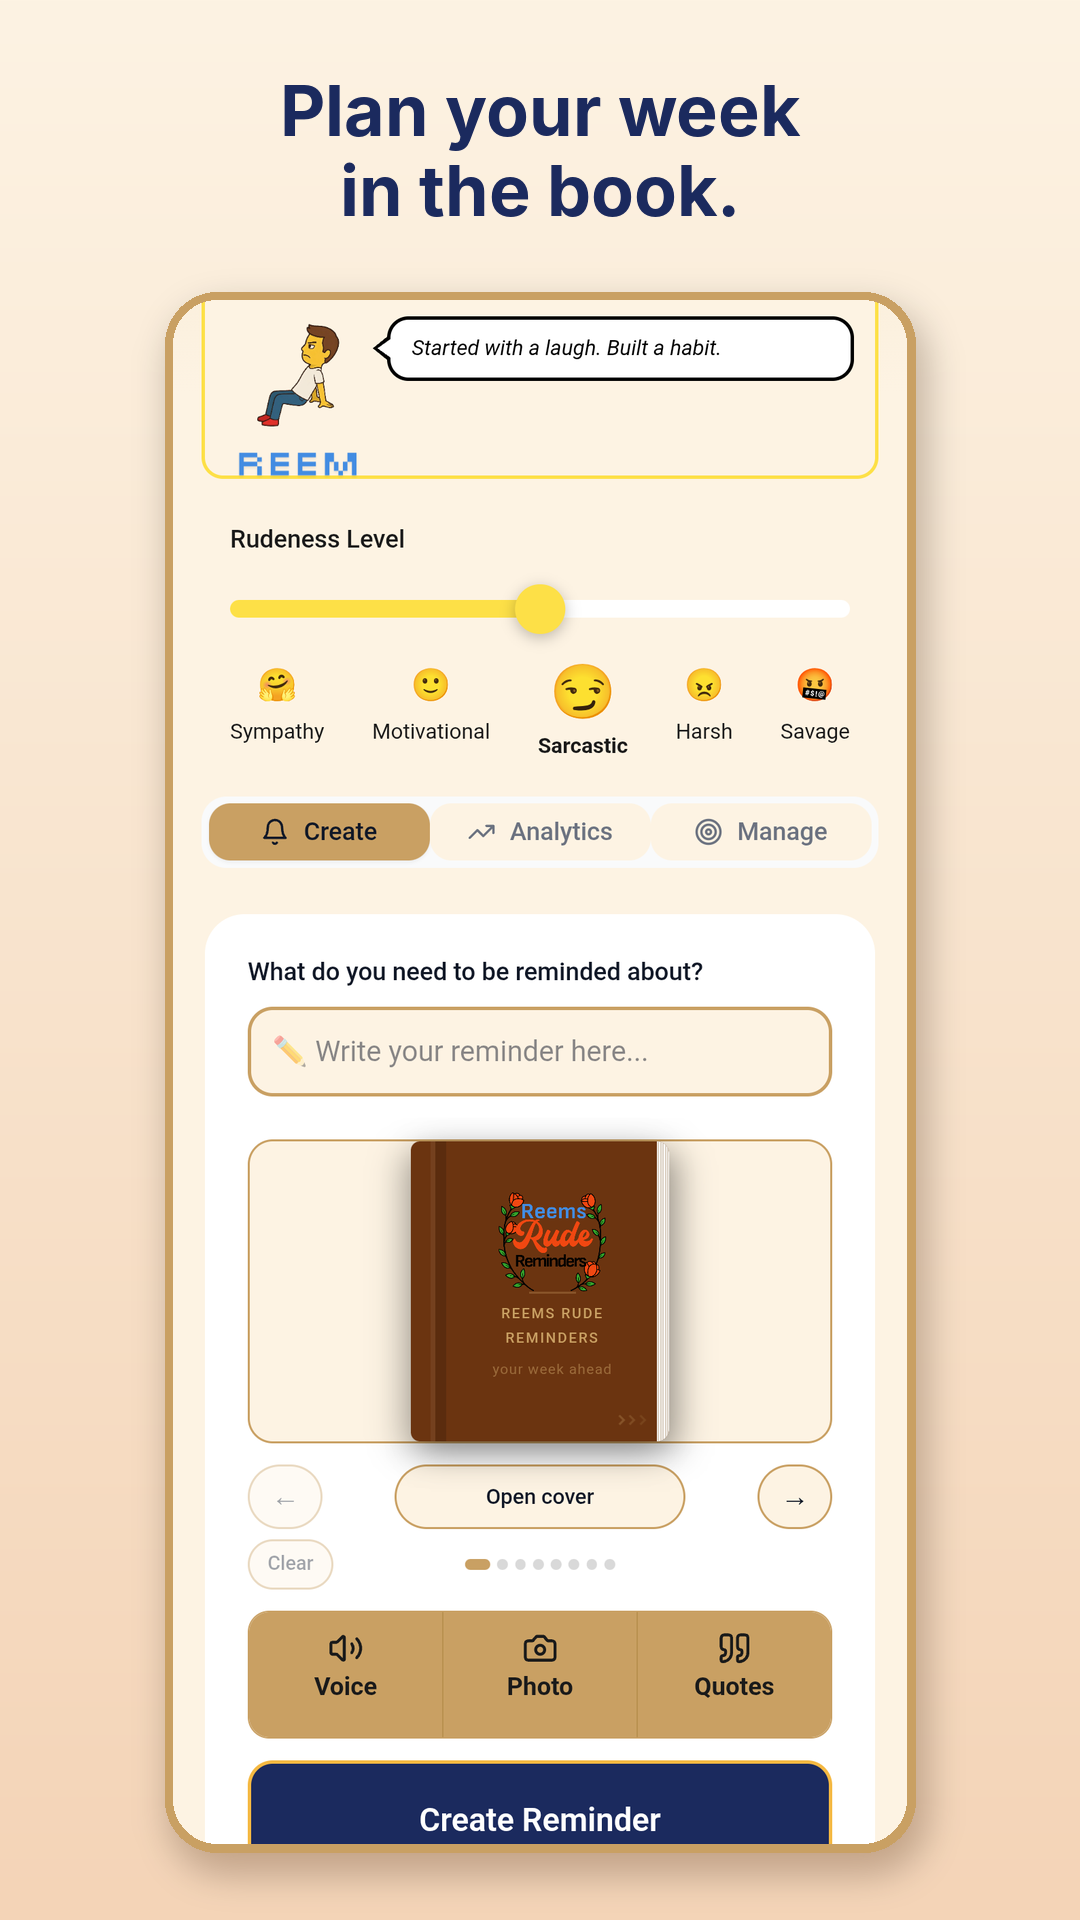 Plan your week
in the book.
Started with a laugh. Built a habit.
REEM
Rudeness Level
Sympathy
Motivational
Sarcastic
Harsh
Savage
Create
Analytics
Manage
What do you need to be reminded about?
✏️ Write your reminder here...
Reems
Rude
Reminders
REEMS RUDE
REMINDERS
your week ahead
›››
←
Open cover
→
Clear
Voice
Photo
Quotes
Create Reminder